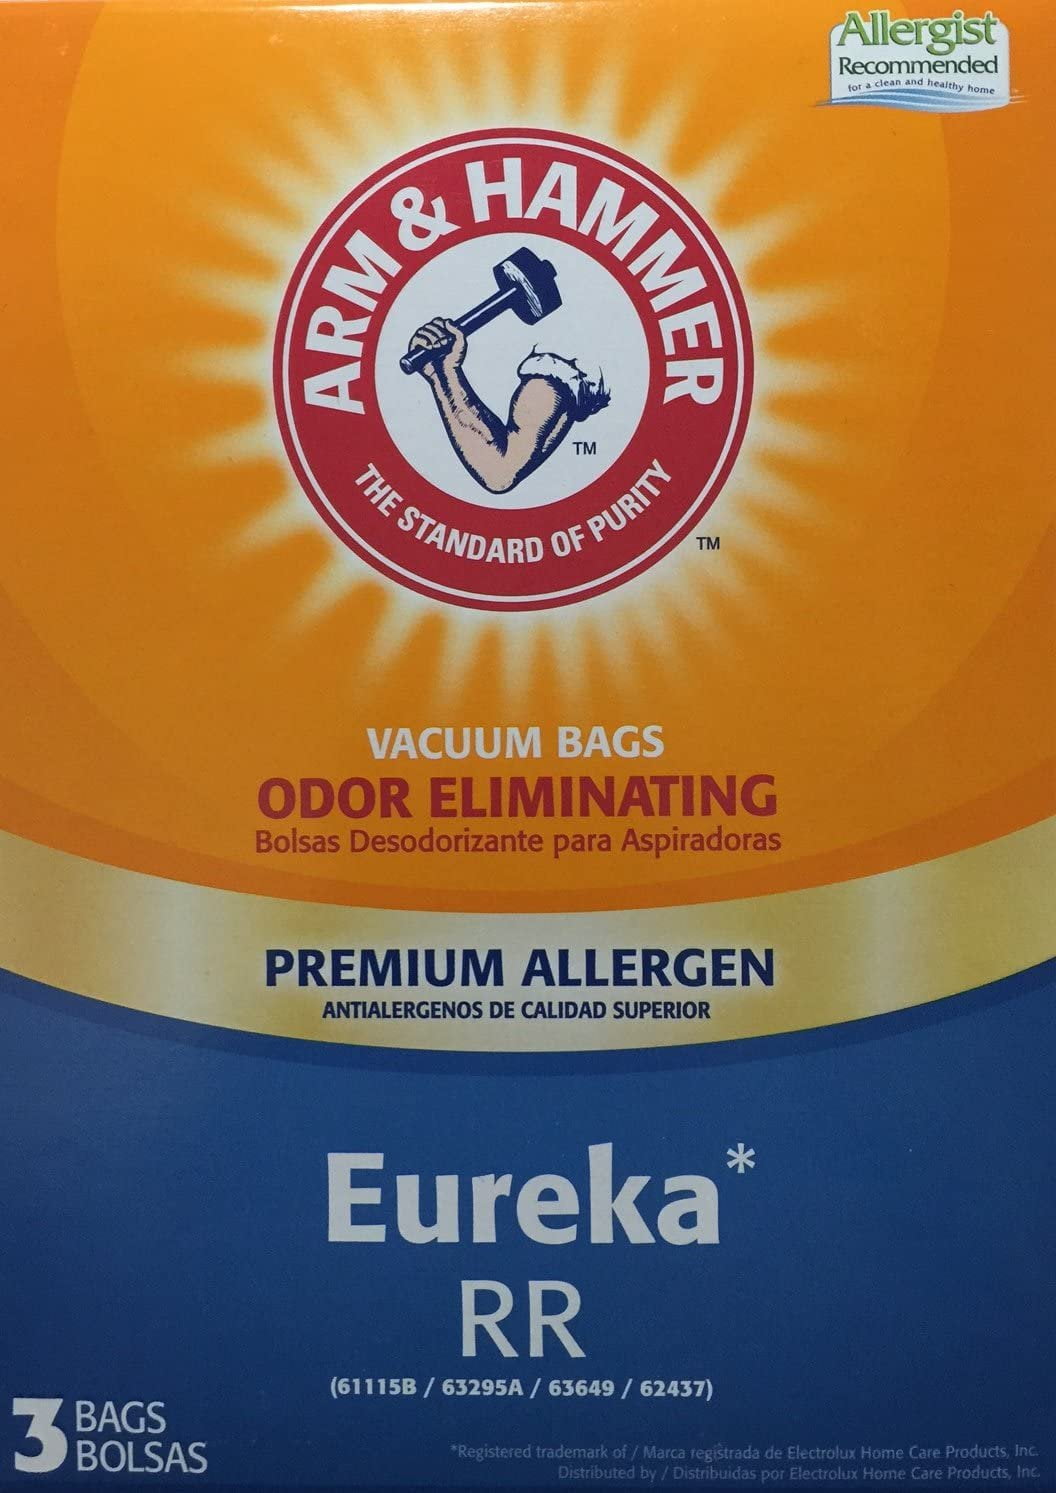 Allergist
Recommended
for a clean and healthy home
ARM & HAMMER
TM
THE STANDARD OF PURITY
TM
VACUUM BAGS
ODOR ELIMINATING
Bolsas Desodorizante para Aspiradoras
PREMIUM ALLERGEN
ANTIALERGENOS DE CALIDAD SUPERIOR
Eureka*
RR
(61115B / 63295A / 63649 / 62437)
3 BAGS
BOLSAS
*Registered trademark of / Marca registrada de Electrolux Home Care Products, Inc.
Distributed by / Distribuidas por Electrolux Home Care Products, Inc.